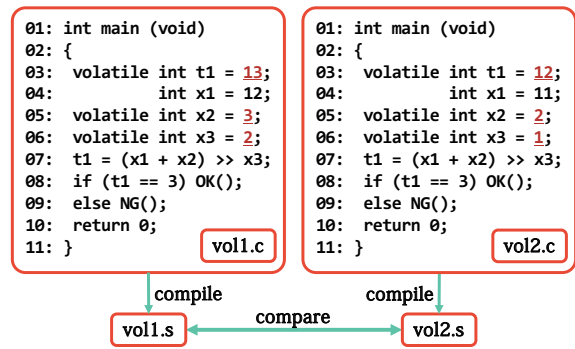 01: int main (void)
02: {
03:  volatile int t1 = 13;
04:           int x1 = 12;
05:  volatile int x2 = 3;
06:  volatile int x3 = 2;
07:  t1 = (x1 + x2) >> x3;
08:  if (t1 == 3) OK();
09:  else NG();
10:  return 0;
11: }
vol1.c
01: int main (void)
02: {
03:  volatile int t1 = 12;
04:           int x1 = 11;
05:  volatile int x2 = 2;
06:  volatile int x3 = 1;
07:  t1 = (x1 + x2) >> x3;
08:  if (t1 == 3) OK();
09:  else NG();
10:  return 0;
11: }
vol2.c
compile
compile
vol1.s
compare
vol2.s